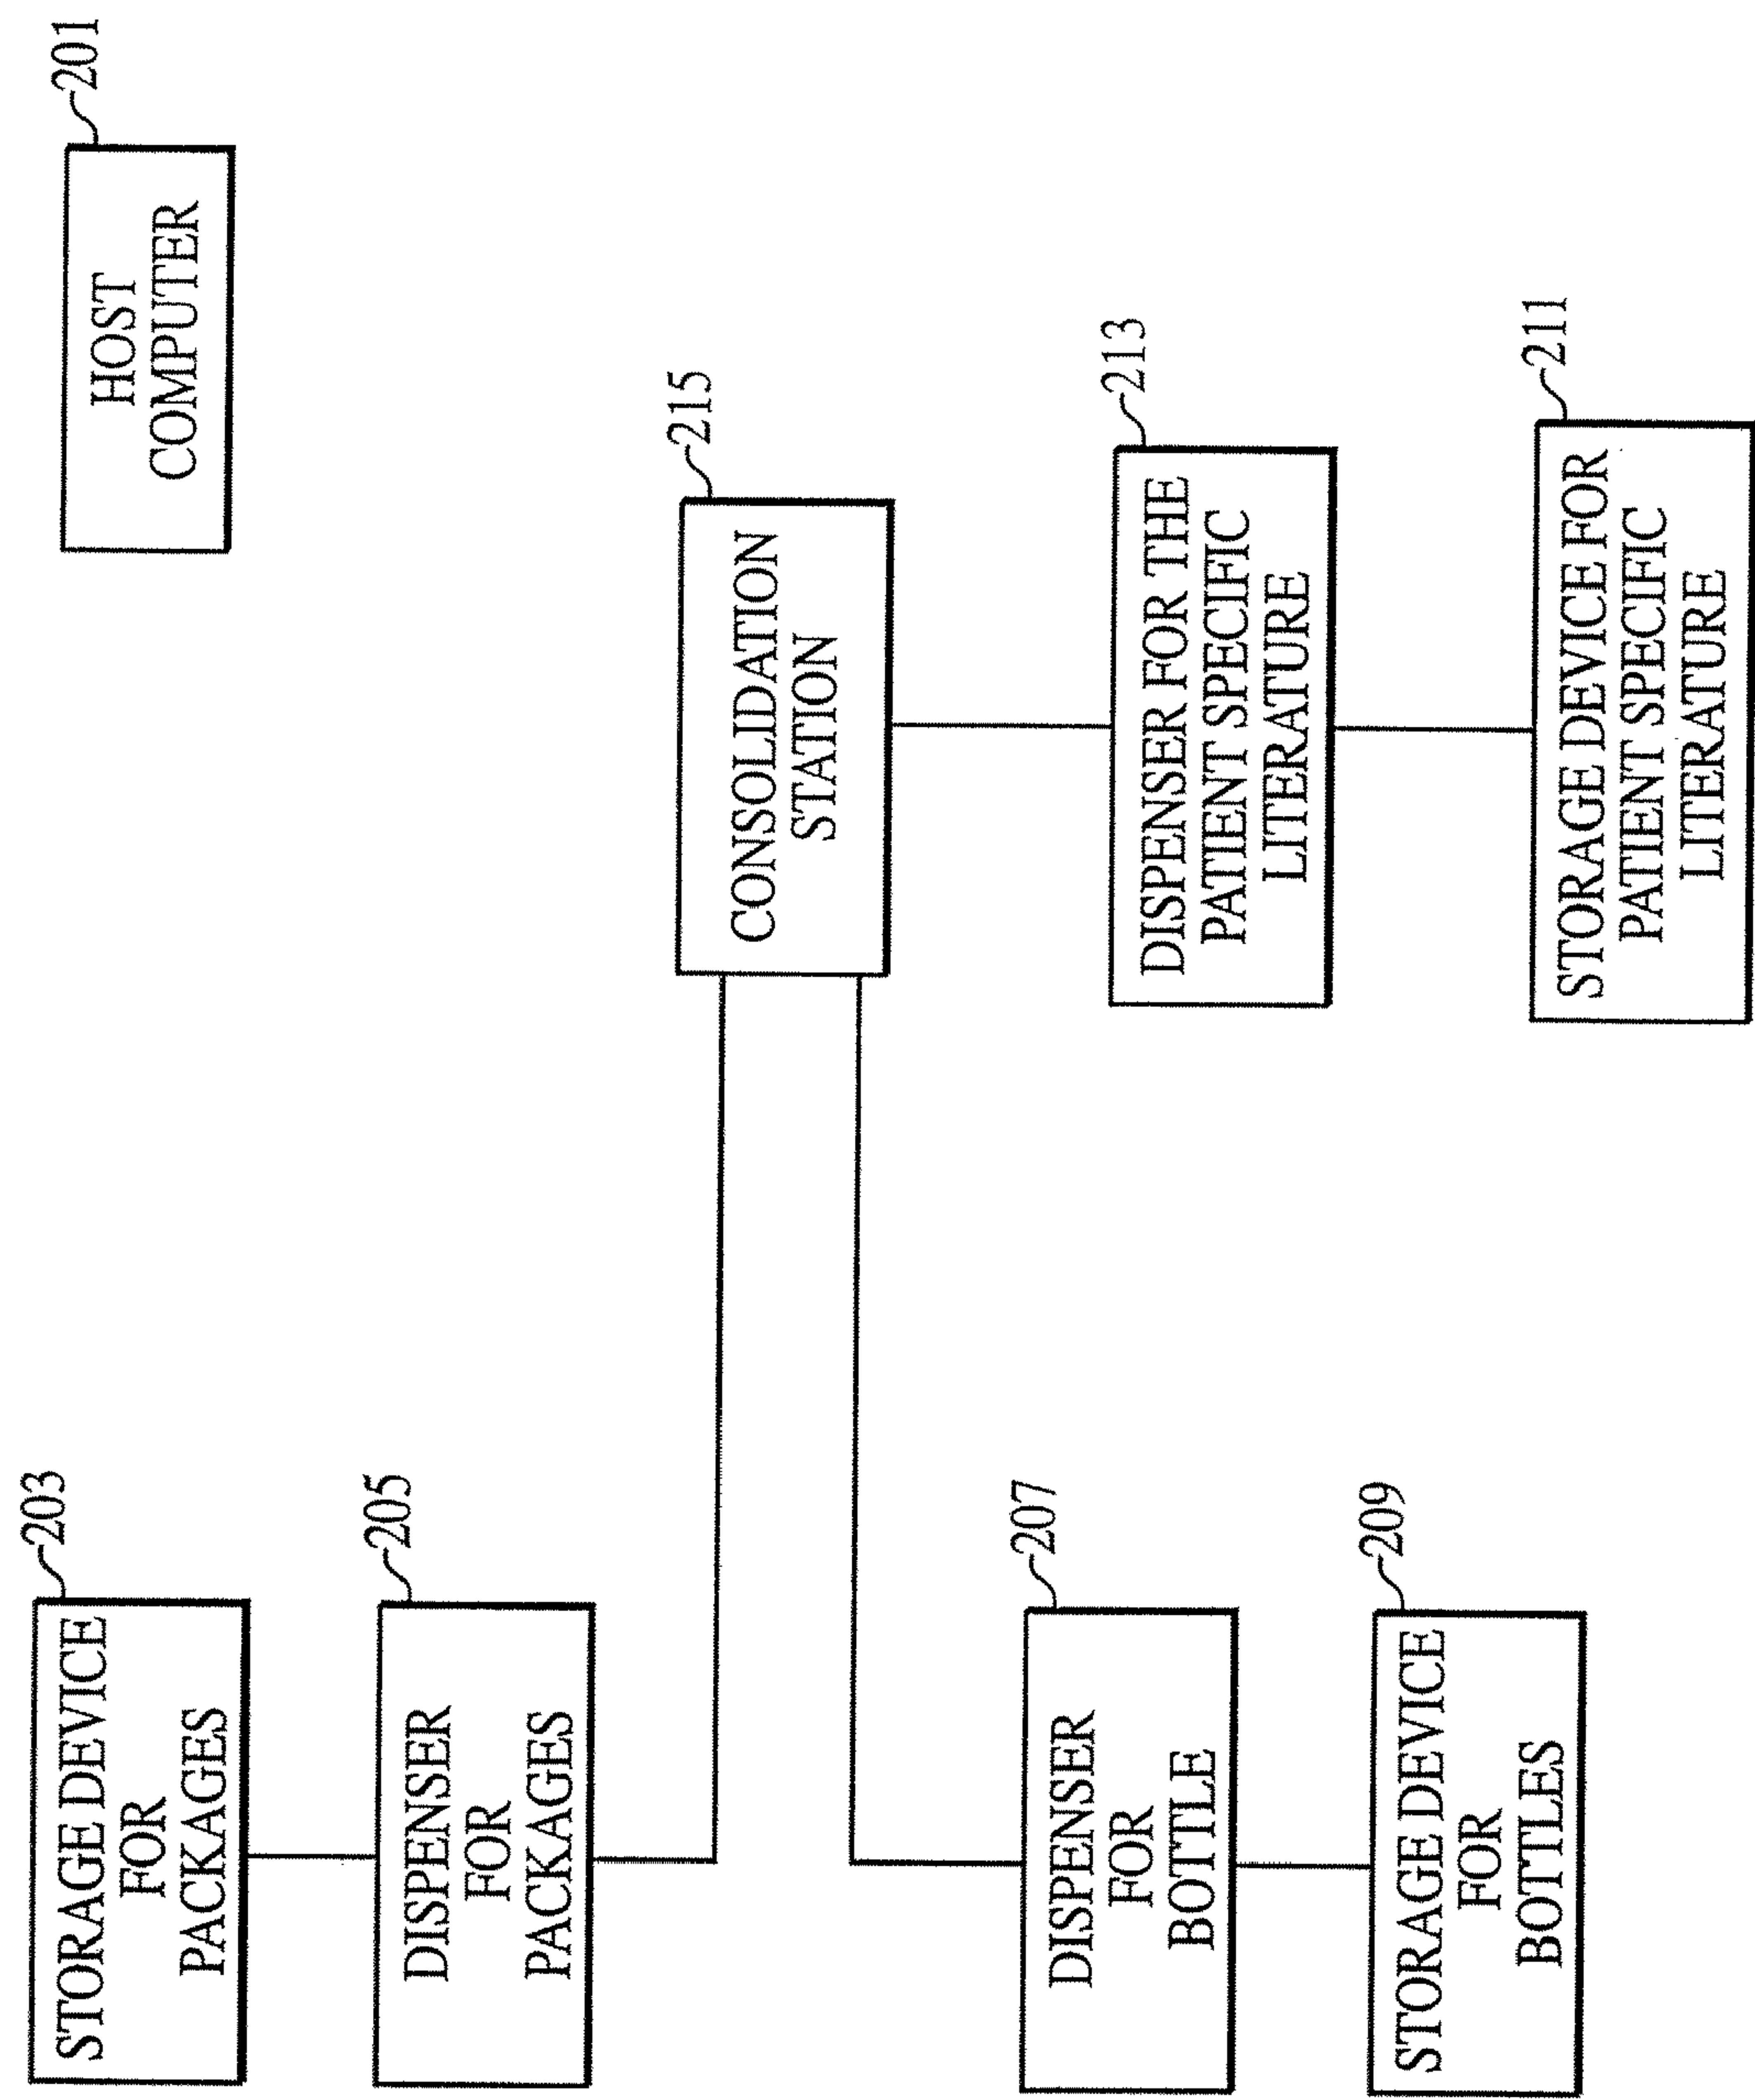 203
STORAGE DEVICE
FOR
PACKAGES
205
DISPENSER
FOR
PACKAGES
207
DISPENSER
FOR
BOTTLE
209
STORAGE DEVICE
FOR
BOTTLES
201
HOST
COMPUTER
215
CONSOLIDATION
STATION
213
DISPENSER FOR THE
PATIENT SPECIFIC
LITERATURE
211
STORAGE DEVICE FOR
PATIENT SPECIFIC
LITERATURE